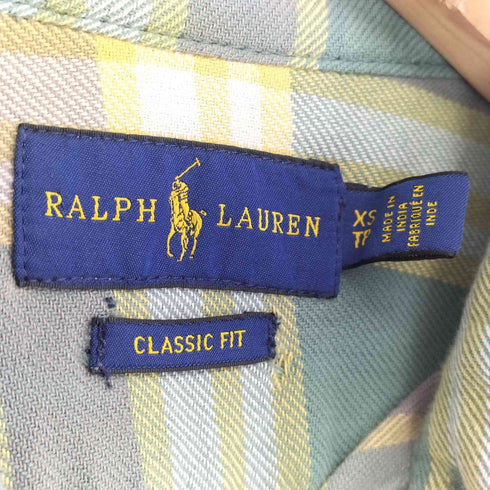 RALPH LAUREN
XS
TP
MADE IN
INDIA
FABRIQUÉ EN
INDE
CLASSIC FIT